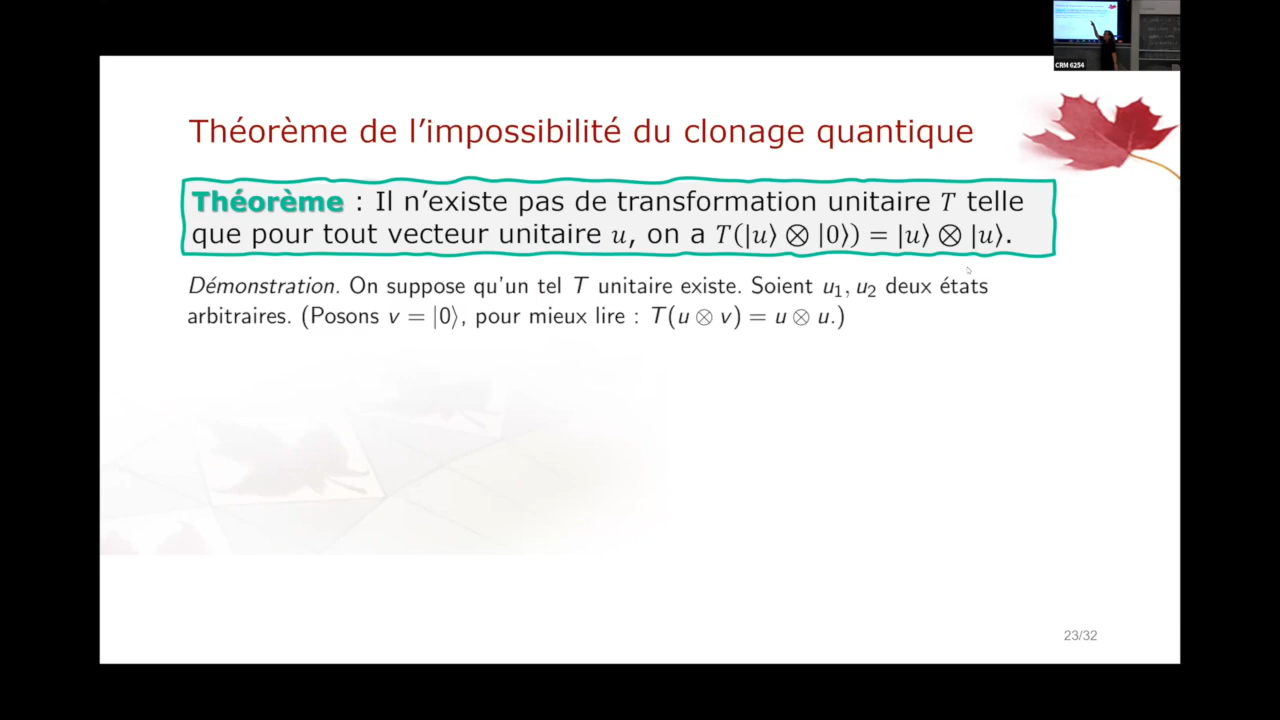 CRM 6254
Théorème de l’impossibilité du clonage quantique
Théorème : Il n’existe pas de transformation unitaire T telle
que pour tout vecteur unitaire u, on a T(|u⟩ ⊗ |0⟩) = |u⟩ ⊗ |u⟩.
Démonstration. On suppose qu’un tel T unitaire existe. Soient u₁, u₂ deux états
arbitraires. (Posons v = |0⟩, pour mieux lire : T(u ⊗ v) = u ⊗ u.)
23/32